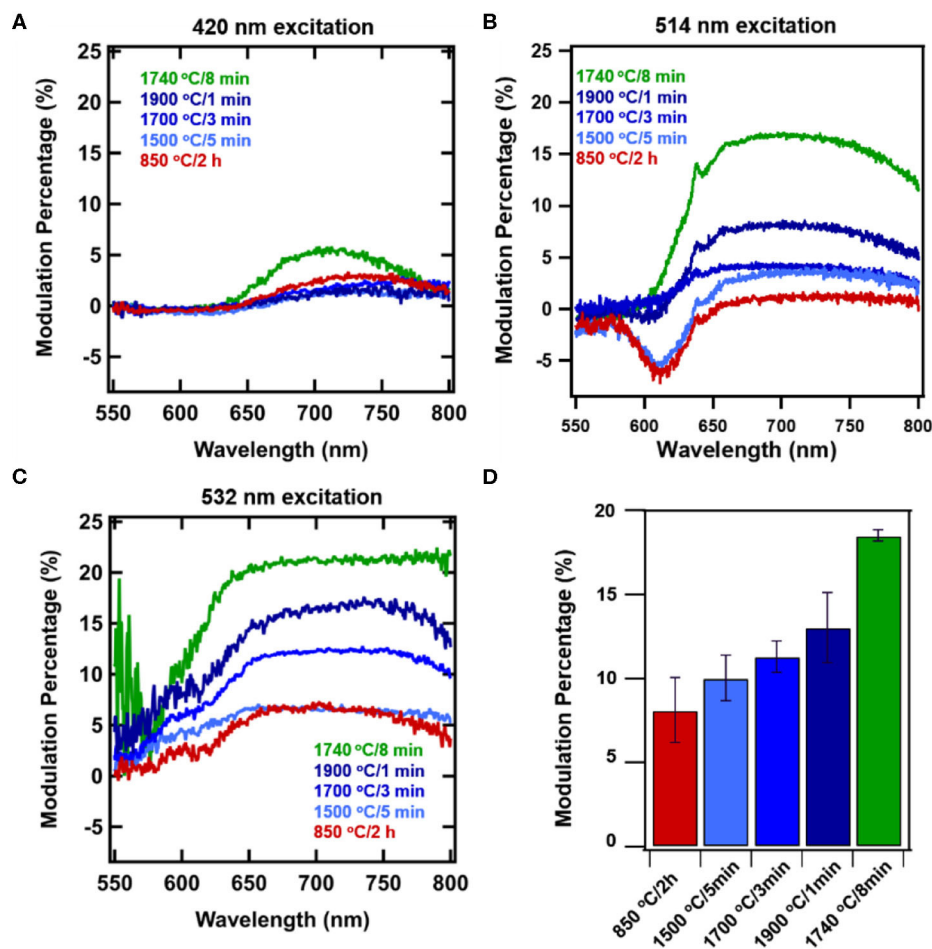 A
420 nm excitation
Modulation Percentage (%)
25
20
15
10
5
0
-5
1740 °C/8 min
1900 °C/1 min
1700 °C/3 min
1500 °C/5 min
850 °C/2 h
550 600 650 700 750 800
Wavelength (nm)
B
514 nm excitation
Modulation Percentage (%)
25
20
15
10
5
0
-5
1740 °C/8 min
1900 °C/1 min
1700 °C/3 min
1500 °C/5 min
850 °C/2 h
550 600 650 700 750 800
Wavelength (nm)
C
532 nm excitation
Modulation Percentage (%)
25
20
15
10
5
0
-5
1740 °C/8 min
1900 °C/1 min
1700 °C/3 min
1500 °C/5 min
850 °C/2 h
550 600 650 700 750 800
Wavelength (nm)
D
Modulation Percentage (%)
20
15
10
5
0
850 °C/2h
1500 °C/5min
1700 °C/3min
1900 °C/1min
1740 °C/8min